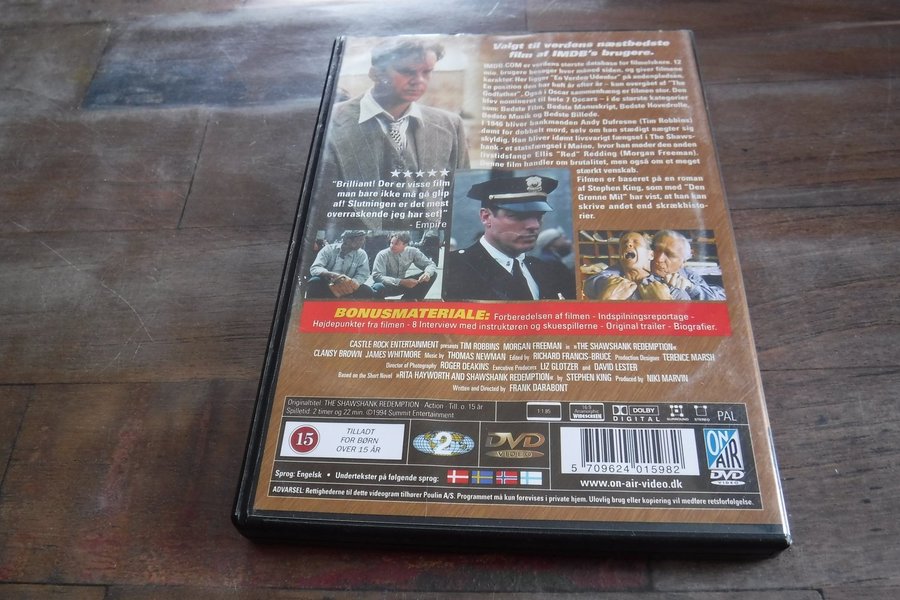 Valgt til verdens næstbedste
film af IMDB's brugere.
IMDB.COM er verdens største database for filmelskere. 12
mio. brugere besøger hver måned siden, og giver filmene
karakter. Her ligger "En Verden Udenfor" på andenpladsen.
En position den har haft år efter år - kun overgået af "The
Godfather". Også i Oscar sammenhæng er filmen stor. Den
blev nomineret til hele 7 Oscars – i de største kategorier
som: Bedste Film, Bedste Manuskript, Bedste Hovedrolle,
Bedste Musik og Bedste Billede.
I 1946 bliver bankmanden Andy Dufresne (Tim Robbins)
dømt for dobbelt mord, selv om han stædigt nægter sig
skyldig. Han bliver idømt livsvarigt fængsel i The Shaws-
bank - et statsfængsel i Maine, hvor han møder den anden
livstidsfange Ellis "Red" Redding (Morgan Freeman).
Denne film handler om brutalitet, men også om et meget
stærkt venskab.
Filmen er baseret på en roman
af Stephen King, som med "Den
Grønne Mil" har vist, at han kan
skrive andet end skrækhisto-
rier.
"Brilliant! Der er visse film
man bare ikke må gå glip
af! Slutningen er det mest
overraskende jeg har set!"
- Empire
BONUSMATERIALE: Forberedelsen af filmen - Indspilningsreportage -
Højdepunkter fra filmen - 8 Interview med instruktøren og skuespillerne - Original trailer - Biografier.
CASTLE ROCK ENTERTAINMENT presents TIM ROBBINS MORGAN FREEMAN in »THE SHAWSHANK REDEMPTION«
CLANSY BROWN JAMES WHITMORE Music by THOMAS NEWMAN Edited by RICHARD FRANCIS-BRUCE Production Designer TERENCE MARSH
Director of Photography ROGER DEAKINS Executive Producers LIZ GLOTZER and DAVID LESTER
Based on the Short Novel »RITA HAYWORTH AND SHAWSHANK REDEMPTION« by STEPHEN KING Produced by NIKI MARVIN
Written and Directed by FRANK DARABONT
Originaltitel: THE SHAWSHANK REDEMPTION Action - Till. o. 15 år
Spilletid: 2 timer og 22 min. ©1994 Summit Entertainment
1:1.85
16:9
Anamorphic
WIDESCREEN
DOLBY
DIGITAL
SURROUND
STEREO
PAL
15
TILLADT
FOR BØRN
OVER 15 ÅR
2
DVD
VIDEO
5 709624 015982
www.on-air-video.dk
ON
AIR
DVD
VIDEO
Sprog: Engelsk • Undertekster på følgende sprog:
ADVARSEL: Rettighederne til dette videogram tilhører Poulin A/S. Programmet må kun forevises i privat hjem. Ulovlig brug eller kopiering vil medføre retsforfølgelse.